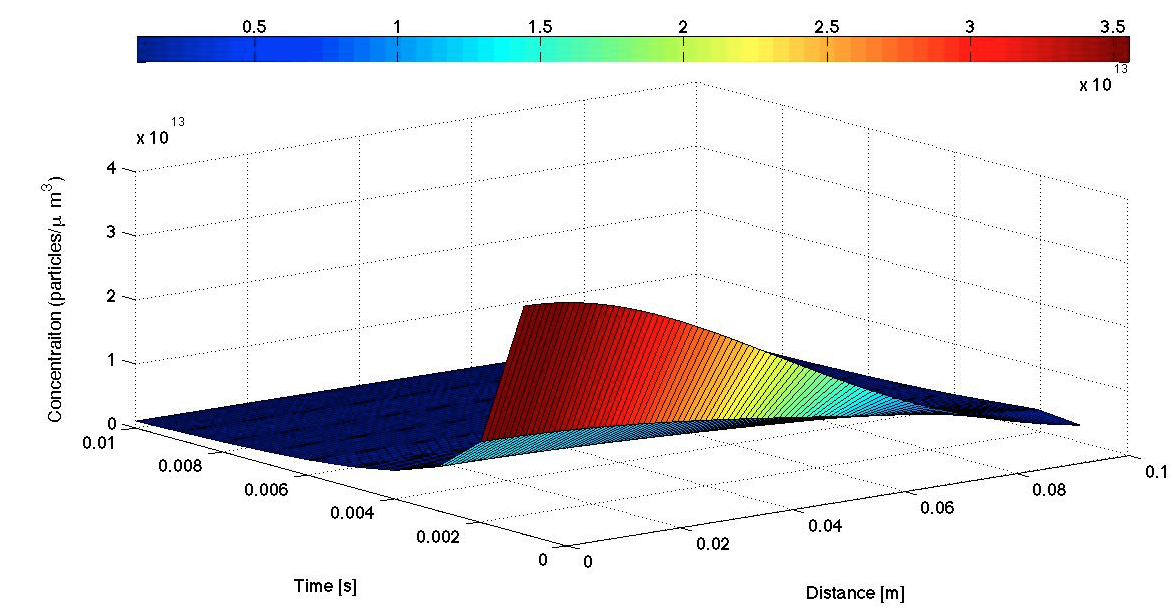 0.5 1 1.5 2 2.5 3 3.5
x 10 13
x 10 13
4
3
2
1
0
Concentraiton (particles/μ m3)
0.01
0.008
0.006
0.004
0.002
0
0
0.02
0.04
0.06
0.08
0.1
Time [s]
Distance [m]